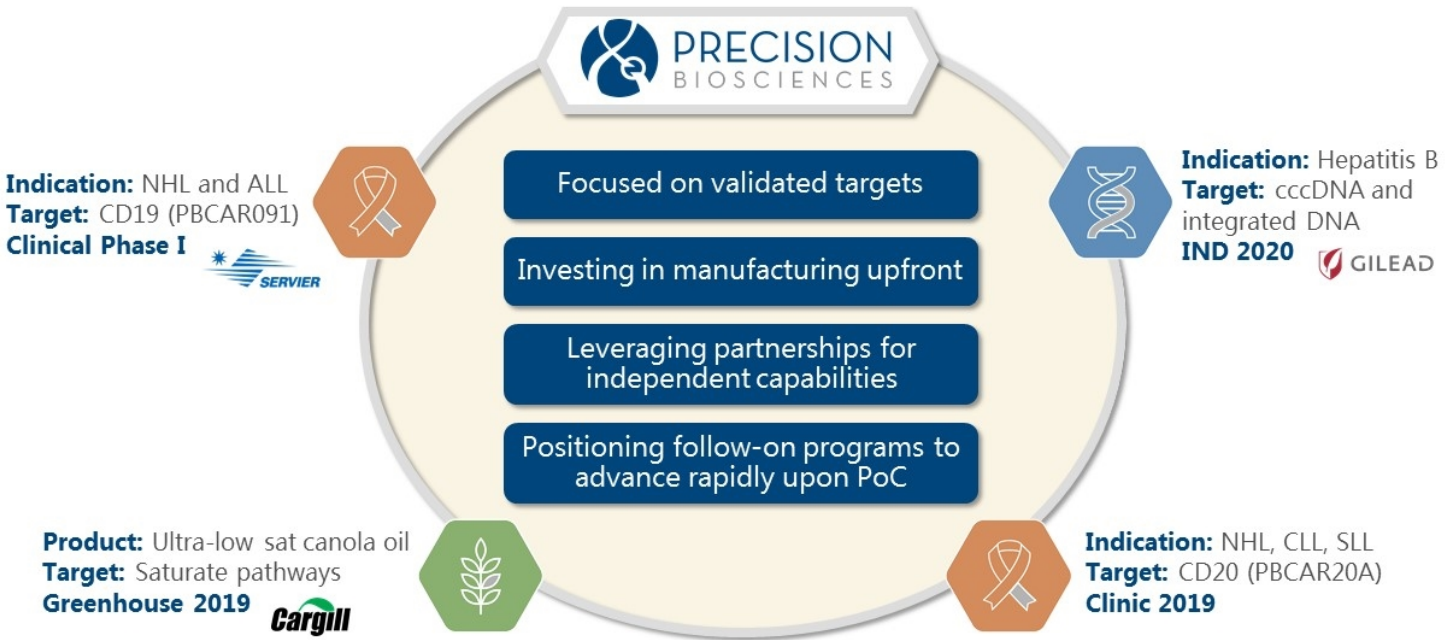 PRECISION
BIOSCIENCES
Focused on validated targets
Investing in manufacturing upfront
Leveraging partnerships for
independent capabilities
Positioning follow-on programs to
advance rapidly upon PoC
Indication: NHL and ALL
Target: CD19 (PBCAR091)
Clinical Phase I
SERVIER
Indication: Hepatitis B
Target: cccDNA and
integrated DNA
IND 2020
GILEAD
Product: Ultra-low sat canola oil
Target: Saturate pathways
Greenhouse 2019
Cargill
Indication: NHL, CLL, SLL
Target: CD20 (PBCAR20A)
Clinic 2019